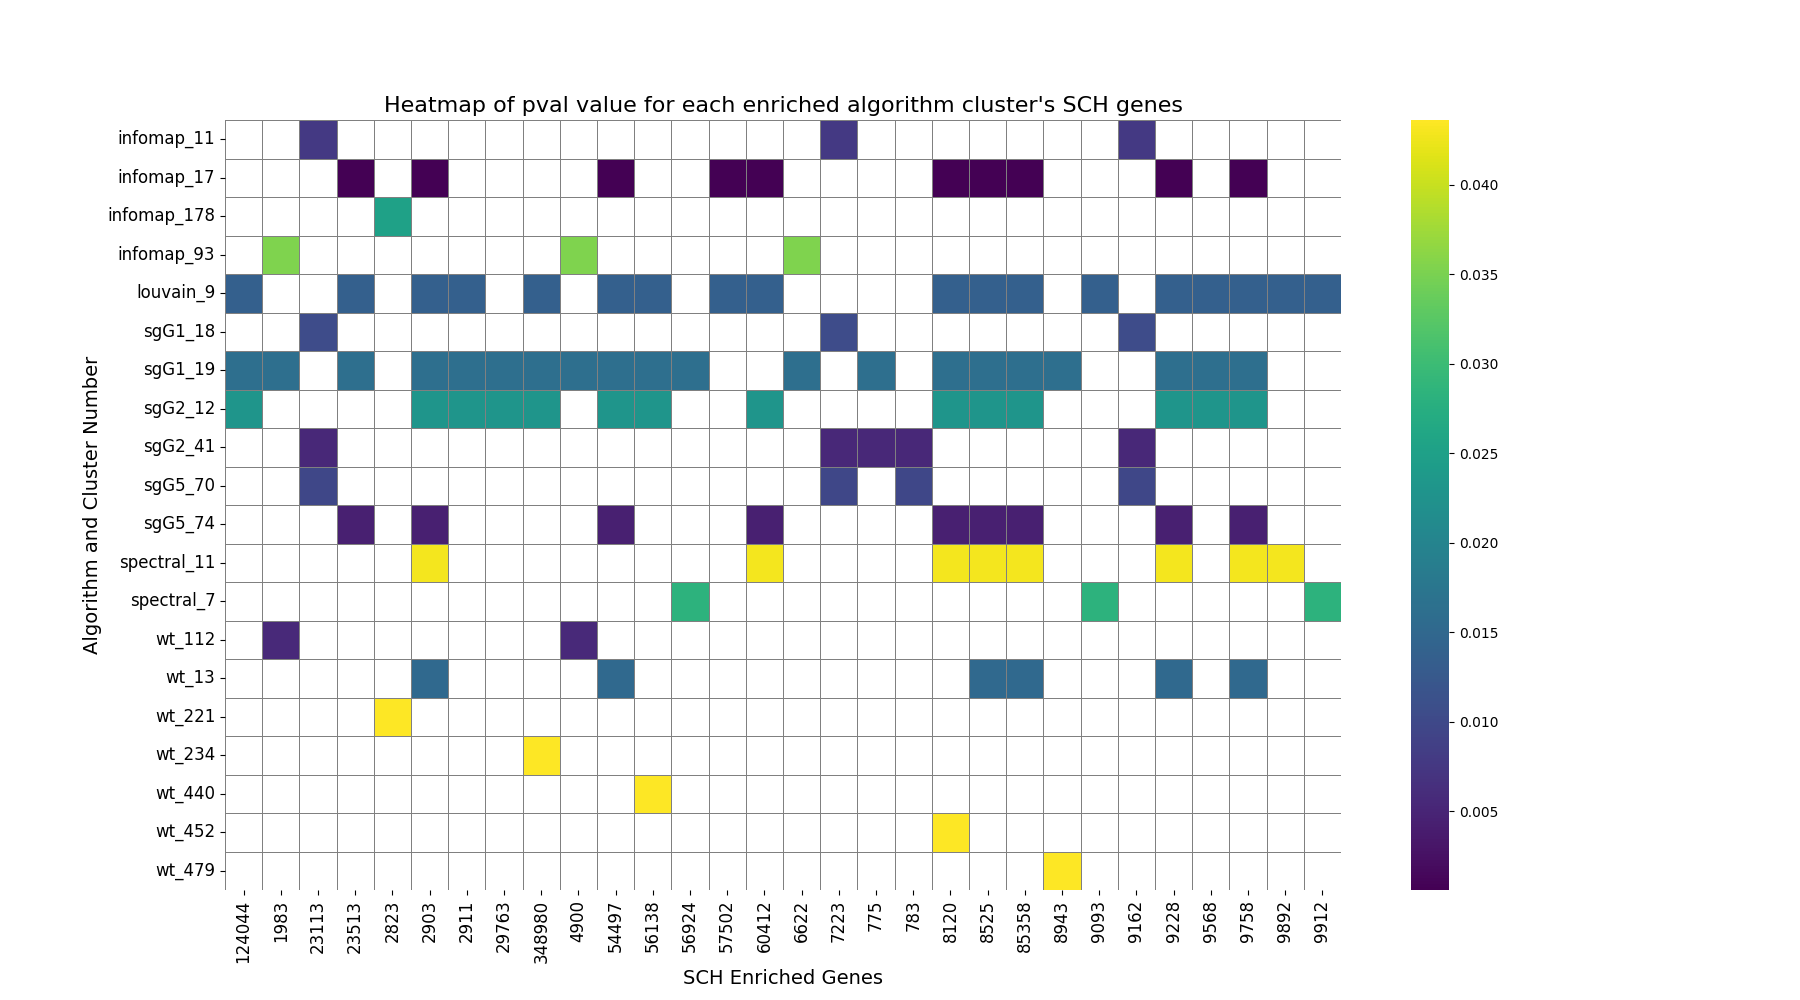 Heatmap of pval value for each enriched algorithm cluster's SCH genes
Algorithm and Cluster Number
infomap_11
infomap_17
infomap_178
infomap_93
louvain_9
sgG1_18
sgG1_19
sgG2_12
sgG2_41
sgG5_70
sgG5_74
spectral_11
spectral_7
wt_112
wt_13
wt_221
wt_234
wt_440
wt_452
wt_479
124044
1983
23113
23513
28223
2903
2911
29763
348980
4900
54497
56138
56924
57502
60412
6222
7223
775
783
8120
8525
85358
8943
9093
9162
9228
9568
9758
9892
9912
SCH Enriched Genes
0.040
0.035
0.030
0.025
0.020
0.015
0.010
0.005